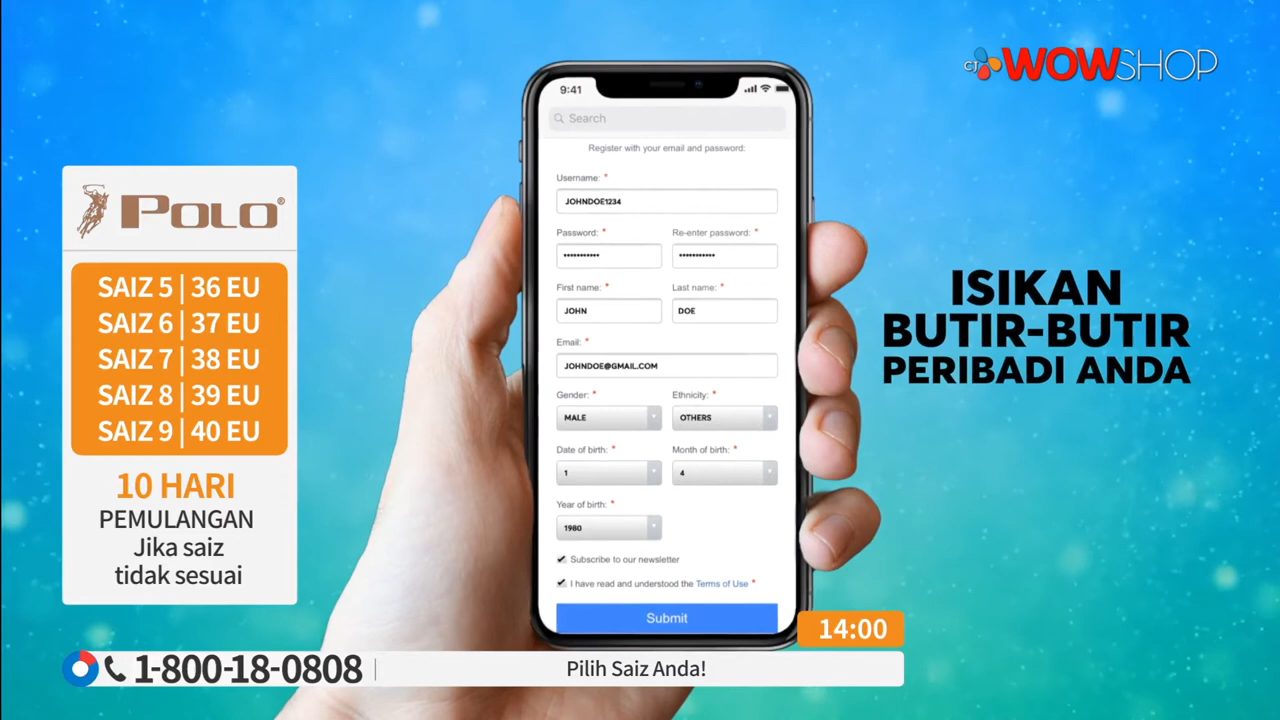 CJ WOWSHOP
POLO®
SAIZ 5 | 36 EU
SAIZ 6 | 37 EU
SAIZ 7 | 38 EU
SAIZ 8 | 39 EU
SAIZ 9 | 40 EU
10 HARI
PEMULANGAN
Jika saiz
tidak sesuai
9:41
Search
Register with your email and password:
Username: *
JOHNDOE1234
Password: * Re-enter password: *
•••••••••••• ••••••••••••
First name: * Last name: *
JOHN DOE
Email: *
JOHNDOE@GMAIL.COM
Gender: * Ethnicity: *
MALE OTHERS
Date of birth: * Month of birth: *
1 4
Year of birth: *
1980
Subscribe to our newsletter
I have read and understood the Terms of Use *
Submit
ISIKAN
BUTIR-BUTIR
PERIBADI ANDA
14:00
1-800-18-0808 | Pilih Saiz Anda!